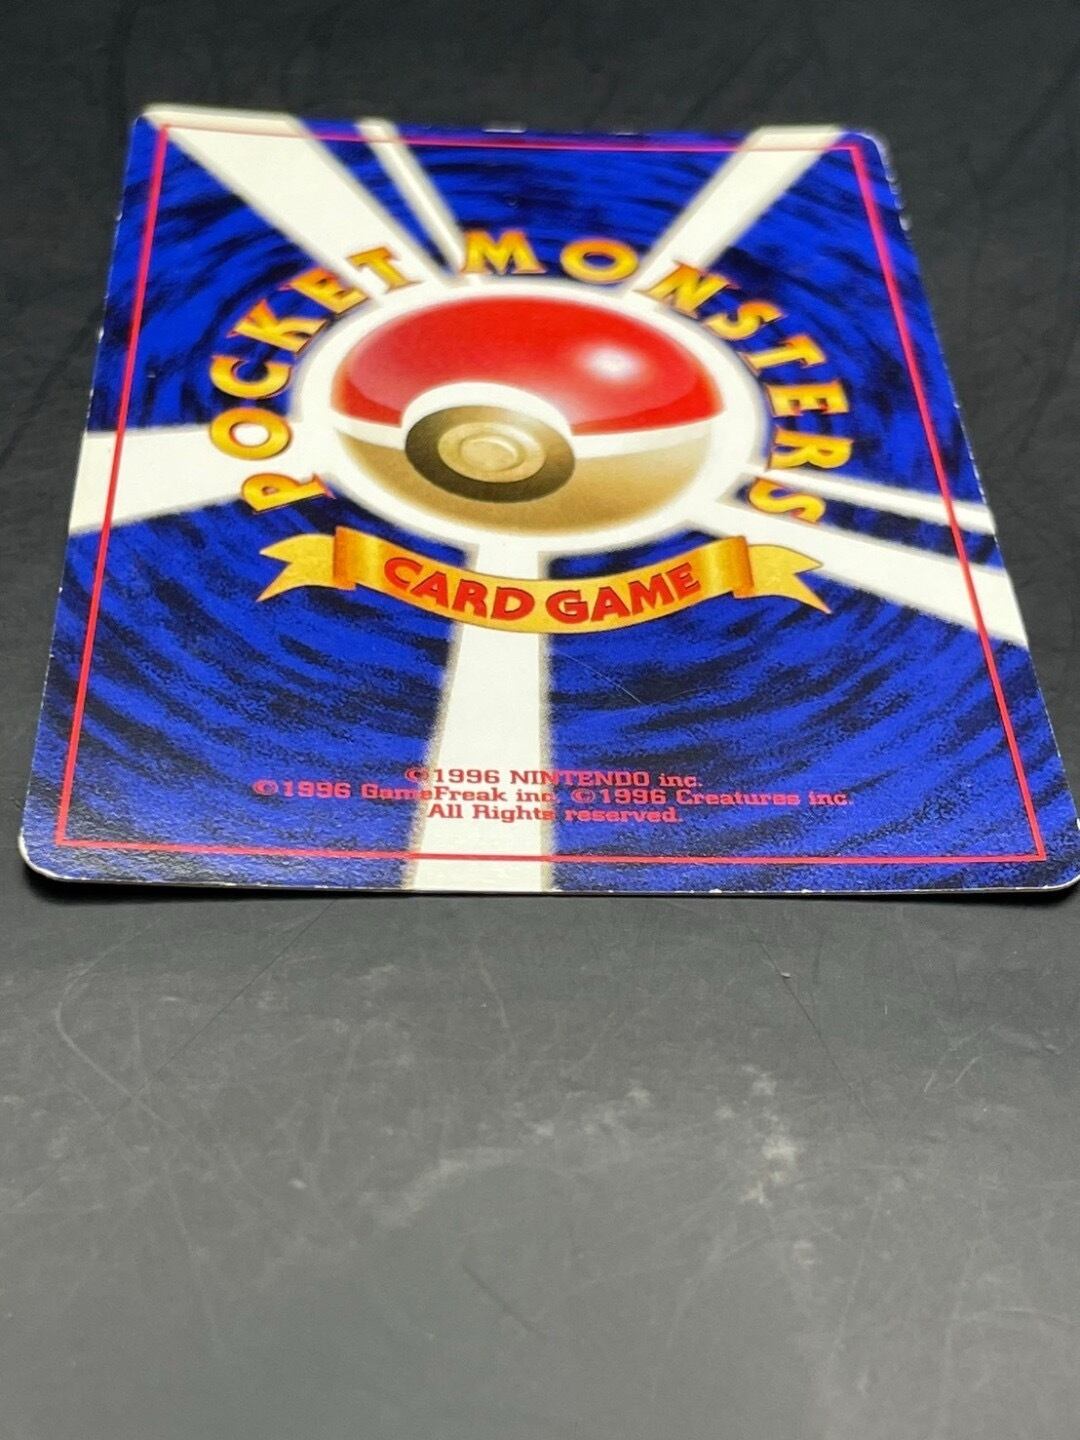 POCKET MONSTERS
CARD GAME
©1996 NINTENDO inc.
©1996 GameFreak inc. ©1996 Creatures inc.
All Rights reserved.